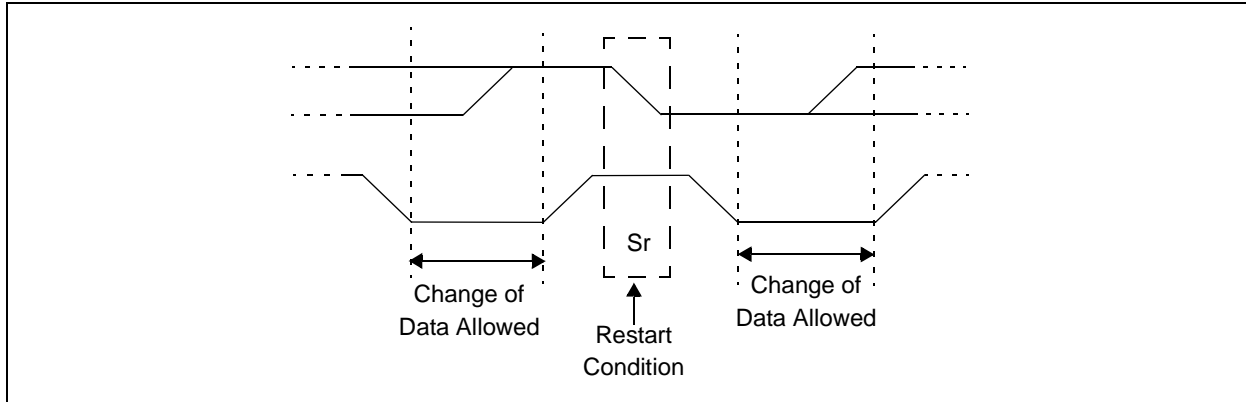 Sr
Change of
Data Allowed
Restart
Condition
Change of
Data Allowed